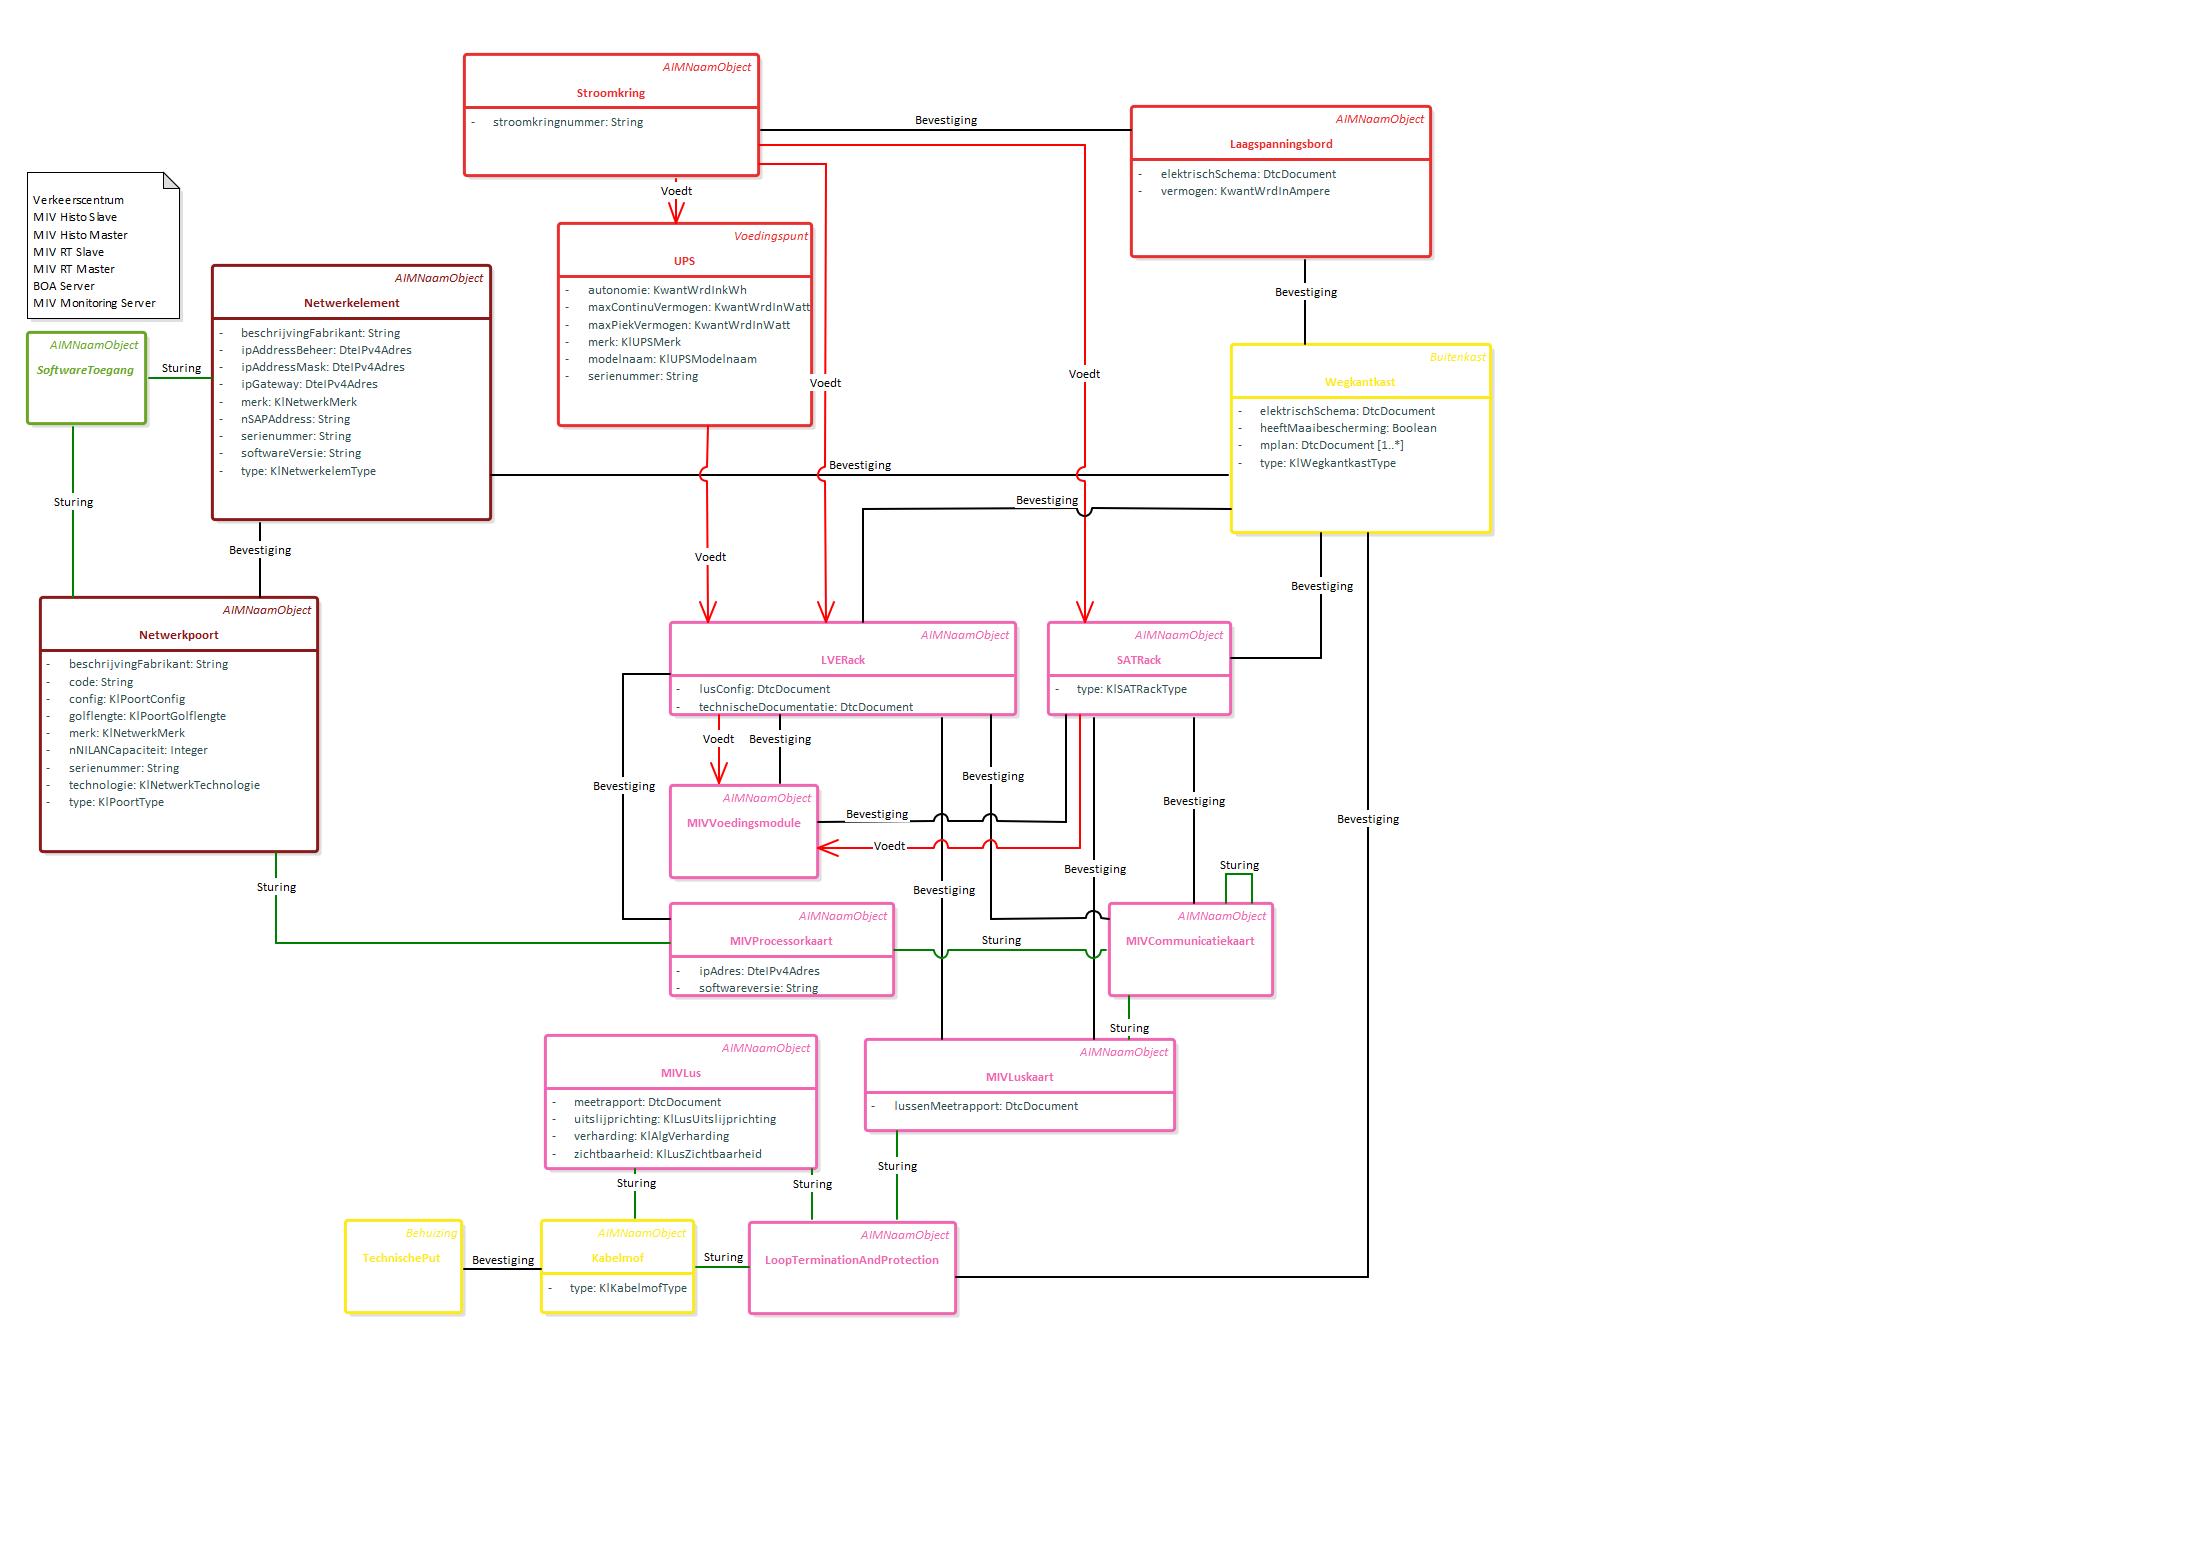 AIMNaamObject
Stroomkring
- stroomkringnummer: String
Bevestiging
AIMNaamObject
Laagspanningsbord
- elektrischSchema: DtcDocument
- vermogen: KwantWrdInAmpere
Voedt
Verkeerscentrum
MIV Histo Slave
MIV Histo Master
MIV RT Slave
MIV RT Master
BOA Server
MIV Monitoring Server
Voedingspunt
UPS
- autonomie: KwantWrdInkWh
- maxContinuVermogen: KwantWrdInWatt
- maxPiekVermogen: KwantWrdInWatt
- merk: KlUPSMerk
- modelnaam: KlUPSModelnaam
- serienummer: String
Voedt
Voedt
Bevestiging
AIMNaamObject
Netwerkelement
- beschrijvingFabrikant: String
- ipAddressBeheer: DteIPv4Adres
- ipAddressMask: DteIPv4Adres
- ipGateway: DteIPv4Adres
- merk: KlNetwerkMerk
- nSAPAddress: String
- serienummer: String
- softwareVersie: String
- type: KlNetwerkelemType
AIMNaamObject
SoftwareToegang
Sturing
Buitenkast
Wegkantkast
- elektrischSchema: DtcDocument
- heeftMaaibescherming: Boolean
- mplan: DtcDocument [1..*]
- type: KlWegkantkastType
Bevestiging
Bevestiging
Sturing
Bevestiging
Voedt
Bevestiging
AIMNaamObject
Netwerkpoort
- beschrijvingFabrikant: String
- code: String
- config: KlPoortConfig
- golflengte: KlPoortGolflengte
- merk: KlNetwerkMerk
- nNILANCapaciteit: Integer
- serienummer: String
- technologie: KlNetwerkTechnologie
- type: KlPoortType
AIMNaamObject
LVERack
- lusConfig: DtcDocument
- technischeDocumentatie: DtcDocument
AIMNaamObject
SATRack
- type: KlSATRackType
Voedt
Bevestiging
Bevestiging
Bevestiging
Bevestiging
Bevestiging
AIMNaamObject
MIVVoedingsmodule
Bevestiging
Voedt
Bevestiging
Bevestiging
Sturing
Sturing
AIMNaamObject
MIVProcessorkaart
- ipAdres: DteIPv4Adres
- softwareversie: String
Sturing
AIMNaamObject
MIVCommunicatiekaart
Sturing
AIMNaamObject
MIVLus
- meetrapport: DtcDocument
- uitslijprichting: KlLusUitslijprichting
- verharding: KlAlgVerharding
- zichtbaarheid: KlLusZichtbaarheid
AIMNaamObject
MIVLuskaart
- lussenMeetrapport: DtcDocument
Sturing
Sturing
Sturing
Behuizing
TechnischePut
Bevestiging
AIMNaamObject
Kabelmof
- type: KlKabelmofType
Sturing
AIMNaamObject
LoopTerminationAndProtection